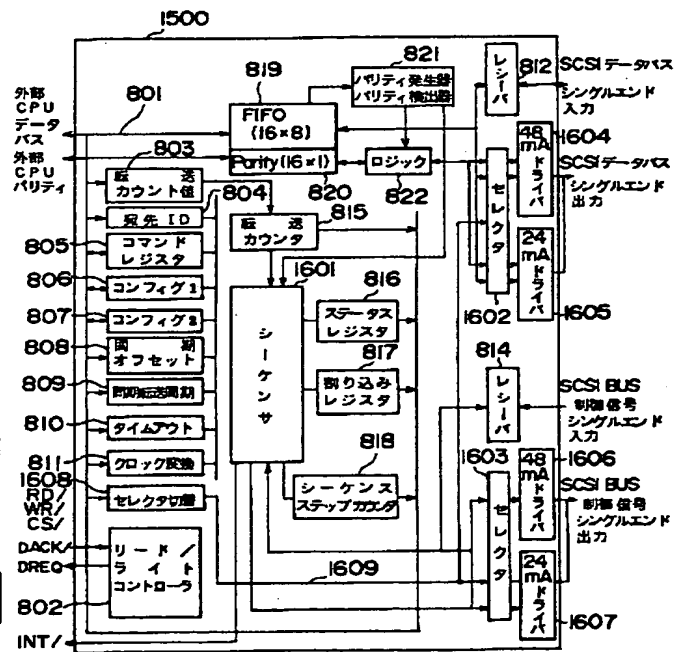 1500
821
819
パリティ発生器
パリティ検出器
レシーバ
812
SCSIデータバス
シングルエンド
入力
外部
CPU
データ
バス
801
FIFO
(16×8)
外部
CPU
パリティ
803
Parity(16×1)
820
ロジック
822
セレクタ
1602
48
mA
ドライバ
1604
SCSIデータバス
シングルエンド
出力
24
mA
ドライバ
1605
転送
カウント値
804
宛先ID
805
コマンド
レジスタ
815
転送
カウンタ
806
コンフィグ1
1601
シーケンサ
816
ステータス
レジスタ
807
コンフィグ2
808
同期
オフセット
817
割り込み
レジスタ
814
レシーバ
SCSI BUS
制御信号
シングルエンド
入力
809
同期転送周期
810
タイムアウト
811
クロック変換
818
シーケンス
ステップカウンタ
1603
セレクタ
48
mA
ドライバ
1606
SCSI BUS
制御信号
シングルエンド
出力
1608
セレクタ切替
RD/
WR/
CS/
1609
24
mA
ドライバ
1607
DACK/
DREQ
リード/
ライト
コントローラ
802
INT/